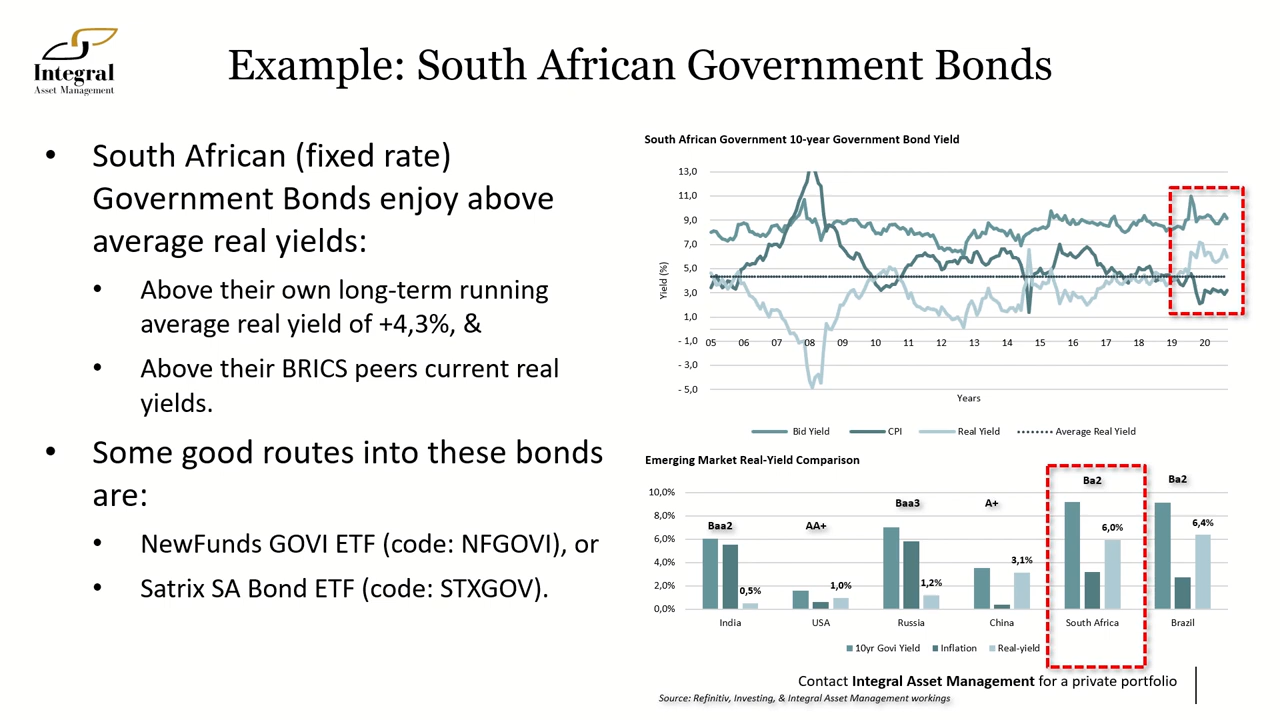 Integral
Asset Management
Example: South African Government Bonds
• South African (fixed rate)
Government Bonds enjoy above
average real yields:
• Above their own long-term running
average real yield of +4,3%, &
• Above their BRICS peers current real
yields.
• Some good routes into these bonds
are:
• NewFunds GOVI ETF (code: NFGOVI), or
• Satrix SA Bond ETF (code: STXGOV).
South African Government 10-year Government Bond Yield
Yield (%)
13,0
11,0
9,0
7,0
5,0
3,0
1,0
- 1,0
- 3,0
- 5,0
05 06 07 08 09 10 11 12 13 14 15 16 17 18 19 20
Years
Bid Yield CPI Real Yield Average Real Yield
Emerging Market Real-Yield Comparison
10,0%
8,0%
6,0%
4,0%
2,0%
0,0%
Baa2 AA+ Baa3 A+ Ba2 Ba2
0,5% 1,0% 1,2% 3,1% 6,0% 6,4%
India USA Russia China South Africa Brazil
10yr Govi Yield Inflation Real-yield
Contact Integral Asset Management for a private portfolio
Source: Refinitiv, Investing, & Integral Asset Management workings